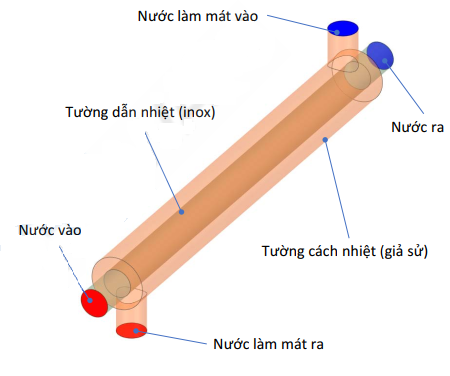 Nước làm mát vào
Tường dẫn nhiệt (inox)
Nước ra
Nước vào
Tường cách nhiệt (giả sử)
Nước làm mát ra